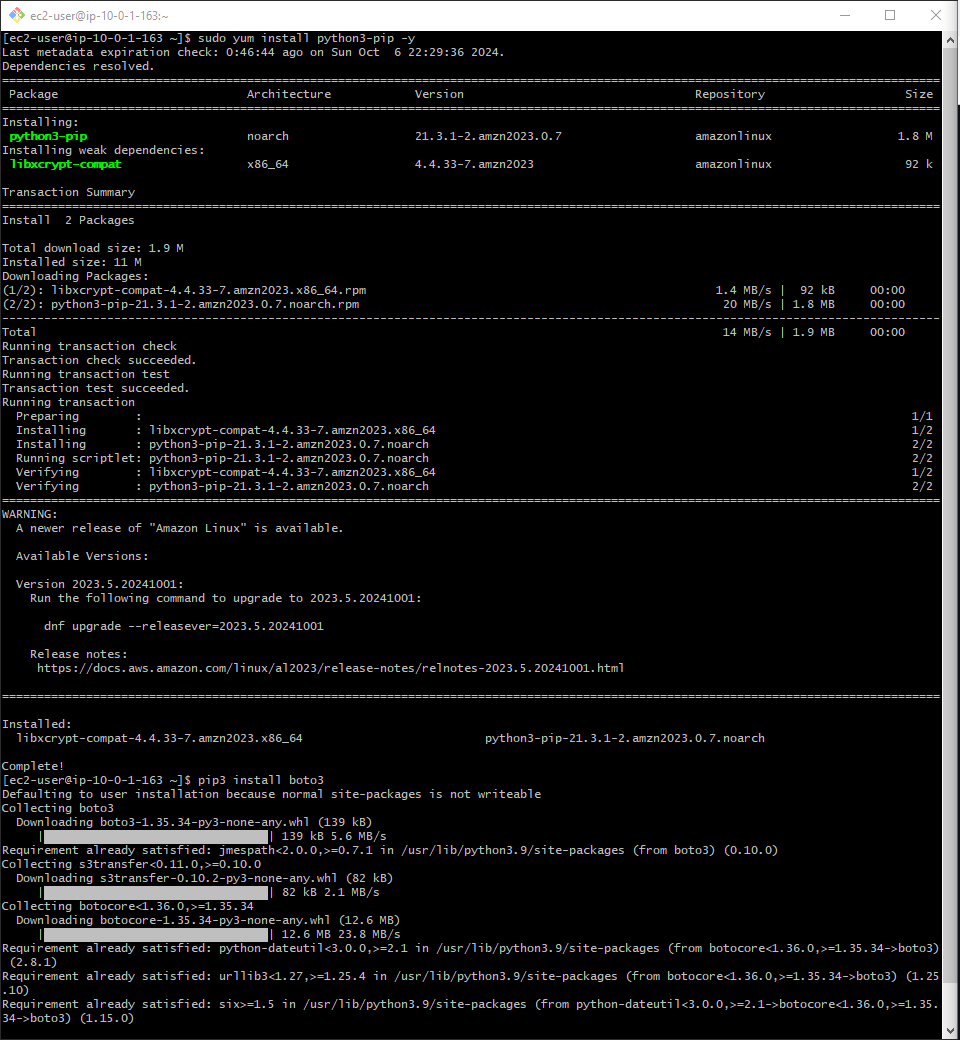 ec2-user@ip-10-0-1-163:~
[ec2-user@ip-10-0-1-163 ~]$ sudo yum install python3-pip -y
Last metadata expiration check: 0:46:44 ago on Sun Oct  6 22:29:36 2024.
Dependencies resolved.
================================================================================
Package Architecture Version Repository Size
================================================================================
Installing:
python3-pip noarch 21.3.1-2.amzn2023.0.7 amazonlinux 1.8 M
Installing weak dependencies:
libxcrypt-compat x86_64 4.4.33-7.amzn2023 amazonlinux 92 k
Transaction Summary
================================================================================
Install  2 Packages
Total download size: 1.9 M
Installed size: 11 M
Downloading Packages:
(1/2): libxcrypt-compat-4.4.33-7.amzn2023.x86_64.rpm 1.4 MB/s |  92 kB     00:00
(2/2): python3-pip-21.3.1-2.amzn2023.0.7.noarch.rpm 20 MB/s | 1.8 MB     00:00
--------------------------------------------------------------------------------
Total 14 MB/s | 1.9 MB     00:00
Running transaction check
Transaction check succeeded.
Running transaction test
Transaction test succeeded.
Running transaction
  Preparing        : 1/1
  Installing       : libxcrypt-compat-4.4.33-7.amzn2023.x86_64 1/2
  Installing       : python3-pip-21.3.1-2.amzn2023.0.7.noarch 2/2
  Running scriptlet: python3-pip-21.3.1-2.amzn2023.0.7.noarch 2/2
  Verifying        : libxcrypt-compat-4.4.33-7.amzn2023.x86_64 1/2
  Verifying        : python3-pip-21.3.1-2.amzn2023.0.7.noarch 2/2
================================================================================
WARNING:
  A newer release of "Amazon Linux" is available.
  Available Versions:
  Version 2023.5.20241001:
    Run the following command to upgrade to 2023.5.20241001:
      dnf upgrade --releasever=2023.5.20241001
    Release notes:
     https://docs.aws.amazon.com/linux/al2023/release-notes/relnotes-2023.5.20241001.html
================================================================================
Installed:
  libxcrypt-compat-4.4.33-7.amzn2023.x86_64 python3-pip-21.3.1-2.amzn2023.0.7.noarch
Complete!
[ec2-user@ip-10-0-1-163 ~]$ pip3 install boto3
Defaulting to user installation because normal site-packages is not writeable
Collecting boto3
  Downloading boto3-1.35.34-py3-none-any.whl (139 kB)
     |████████████████████████████████| 139 kB 5.6 MB/s
Requirement already satisfied: jmespath<2.0.0,>=0.7.1 in /usr/lib/python3.9/site-packages (from boto3) (0.10.0)
Collecting s3transfer<0.11.0,>=0.10.0
  Downloading s3transfer-0.10.2-py3-none-any.whl (82 kB)
     |████████████████████████████████| 82 kB 2.1 MB/s
Collecting botocore<1.36.0,>=1.35.34
  Downloading botocore-1.35.34-py3-none-any.whl (12.6 MB)
     |████████████████████████████████| 12.6 MB 23.8 MB/s
Requirement already satisfied: python-dateutil<3.0.0,>=2.1 in /usr/lib/python3.9/site-packages (from botocore<1.36.0,>=1.35.34->boto3)
 (2.8.1)
Requirement already satisfied: urllib3<1.27,>=1.25.4 in /usr/lib/python3.9/site-packages (from botocore<1.36.0,>=1.35.34->boto3) (1.25
.10)
Requirement already satisfied: six>=1.5 in /usr/lib/python3.9/site-packages (from python-dateutil<3.0.0,>=2.1->botocore<1.36.0,>=1.35.
34->boto3) (1.15.0)